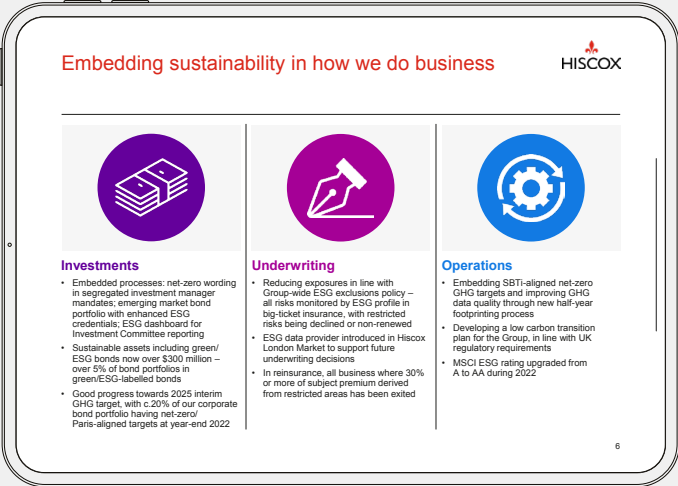 Embedding sustainability in how we do business
HISCOX
Investments
• Embedded processes: net-zero wording
in segregated investment manager
mandates; emerging market bond
portfolio with enhanced ESG
credentials; ESG dashboard for
Investment Committee reporting
• Sustainable assets including green/
ESG bonds now over $300 million –
over 5% of bond portfolios in
green/ESG-labelled bonds
• Good progress towards 2025 interim
GHG target, with c.20% of our corporate
bond portfolio having net-zero/
Paris-aligned targets at year-end 2022
Underwriting
• Reducing exposures in line with
Group-wide ESG exclusions policy –
all risks monitored by ESG profile in
big-ticket insurance, with restricted
risks being declined or non-renewed
• ESG data provider introduced in Hiscox
London Market to support future
underwriting decisions
• In reinsurance, all business where 30%
or more of subject premium derived
from restricted areas has been exited
Operations
• Embedding SBTi-aligned net-zero
GHG targets and improving GHG
data quality through new half-year
footprinting process
• Developing a low carbon transition
plan for the Group, in line with UK
regulatory requirements
• MSCI ESG rating upgraded from
A to AA during 2022
6